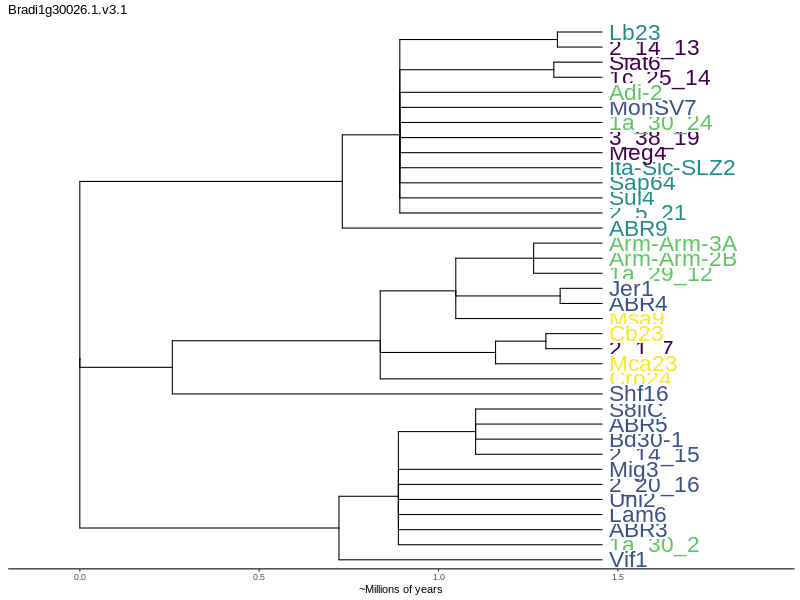 Bradi1g30026.1.v3.1
Lb23
2_14_13
Stat6
1c_25_14
Adi-2
MonSV7
1a_30_24
3_38_19
Meg4
Ita-Sic-SLZ2
Sap64
Sul4
2_5_21
ABR9
Arm-Arm-3A
Arm-Arm-2B
1a_29_12
Jer1
ABR4
Msa9
Cb23
2_1_7
Mca23
Cro24
Shf16
S8iiC
ABR5
Bd30-1
2_14_15
Mig3
2_20_16
Uni2
Lam6
ABR3
1a_30_2
Vif1
0.0 0.5 1.0 1.5
~Millions of years